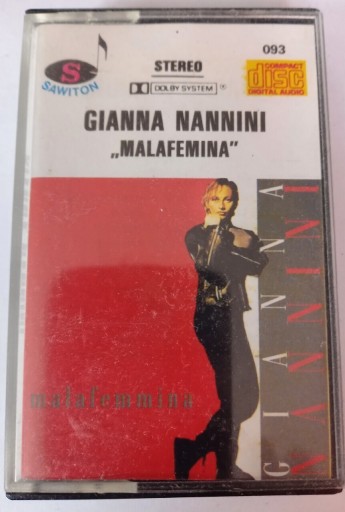 S
SAWITON
STEREO
DOLBY SYSTEM ®
093
COMPACT
disc
DIGITAL AUDIO
GIANNA NANNINI
„MALAFEMINA”
malafemmina
GIANNA
NANNINI